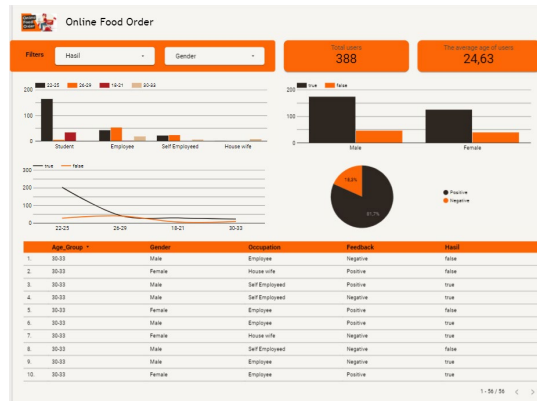 Online Food Order
Filters
Hasil
Gender
Total users
388
The average age of users
24,63
22-25 26-29 18-21 30-33
200
100
0
Student Employee Self Employeed House wife
true false
200
100
0
Male Female
true false
300
200
100
0
22-25 26-29 18-21 30-33
18,3%
81,7%
Positive
Negative
Age_Group Gender Occupation Feedback Hasil
1. 30-33 Male Employee Negative false
2. 30-33 Female House wife Positive false
3. 30-33 Male Self Employeed Positive true
4. 30-33 Male Self Employeed Negative true
5. 30-33 Female Employee Positive false
6. 30-33 Male Employee Positive true
7. 30-33 Female House wife Negative true
8. 30-33 Male Self Employeed Negative false
9. 30-33 Male Employee Negative true
10. 30-33 Female Employee Positive true
1 - 56 / 56